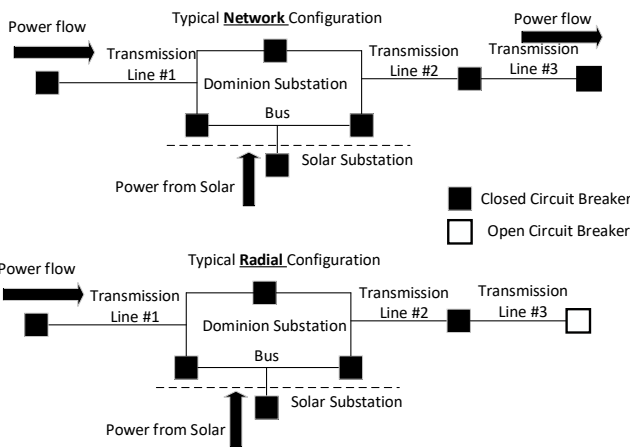 Typical Network Configuration
Power flow
Power flow
Transmission
Line #1
Transmission
Line #2
Transmission
Line #3
Dominion Substation
Bus
Solar Substation
Power from Solar
Closed Circuit Breaker
Open Circuit Breaker
Typical Radial Configuration
Power flow
Transmission
Line #1
Transmission
Line #2
Transmission
Line #3
Dominion Substation
Bus
Solar Substation
Power from Solar